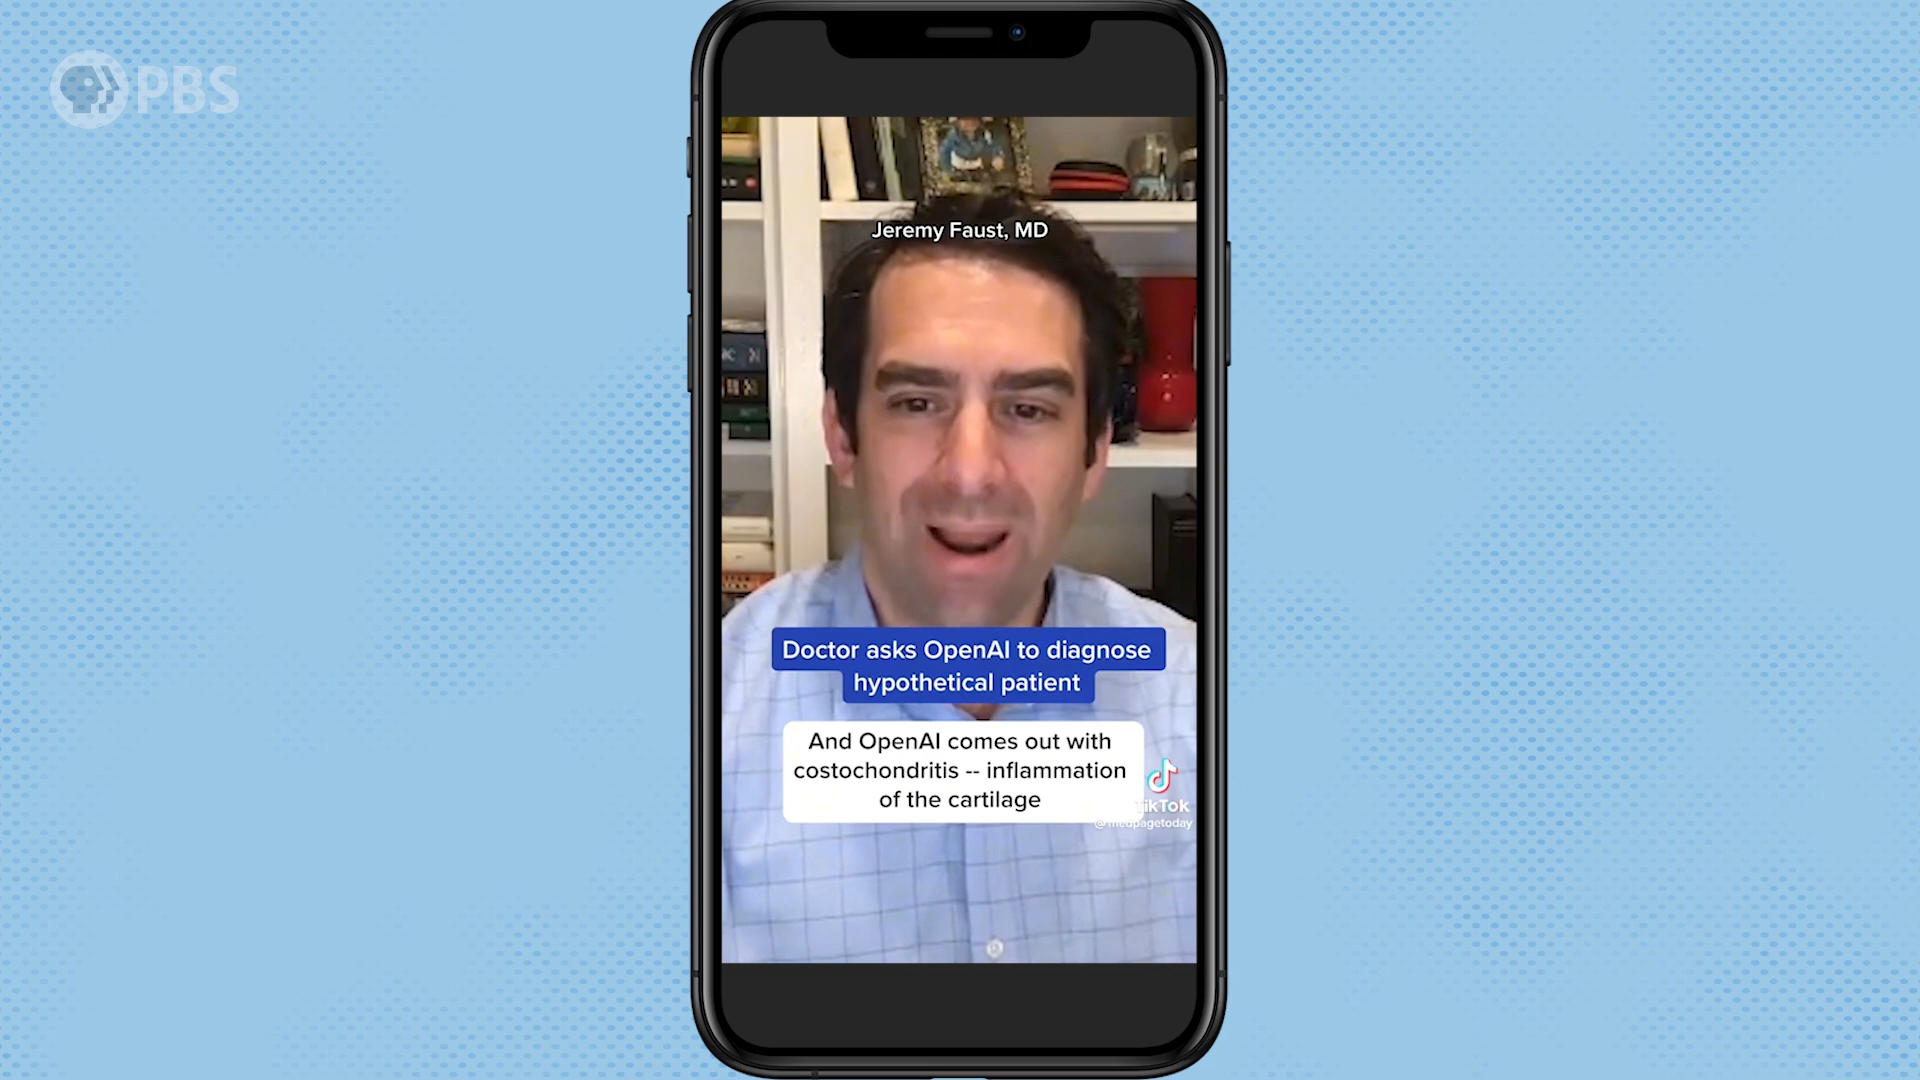 PBS
Jeremy Faust, MD
Doctor asks OpenAI to diagnose
hypothetical patient
And OpenAI comes out with
costochondritis -- inflammation
of the cartilage
TikTok
@medpagetoday